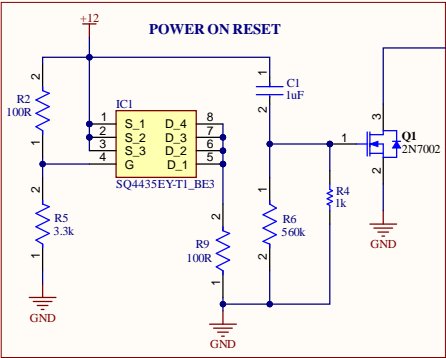 +12
POWER ON RESET
R2
100R
2
1
IC1
1 S_1 D_4 8
2 S_2 D_3 7
3 S_3 D_2 6
4 G D_1 5
SQ4435EY-T1_BE3
C1
1uF
1
2
Q1
2N7002
3
1
2
GND
R5
3.3k
2
1
GND
R9
100R
2
1
GND
R6
560k
1
2
R4
1k